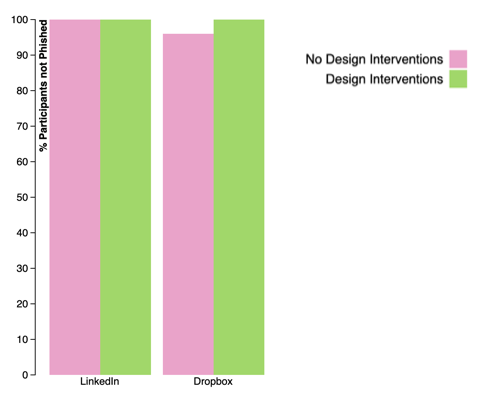 100
90
80
70
60
50
40
30
20
10
0
% Participants not Phished
No Design Interventions
Design Interventions
LinkedIn
Dropbox